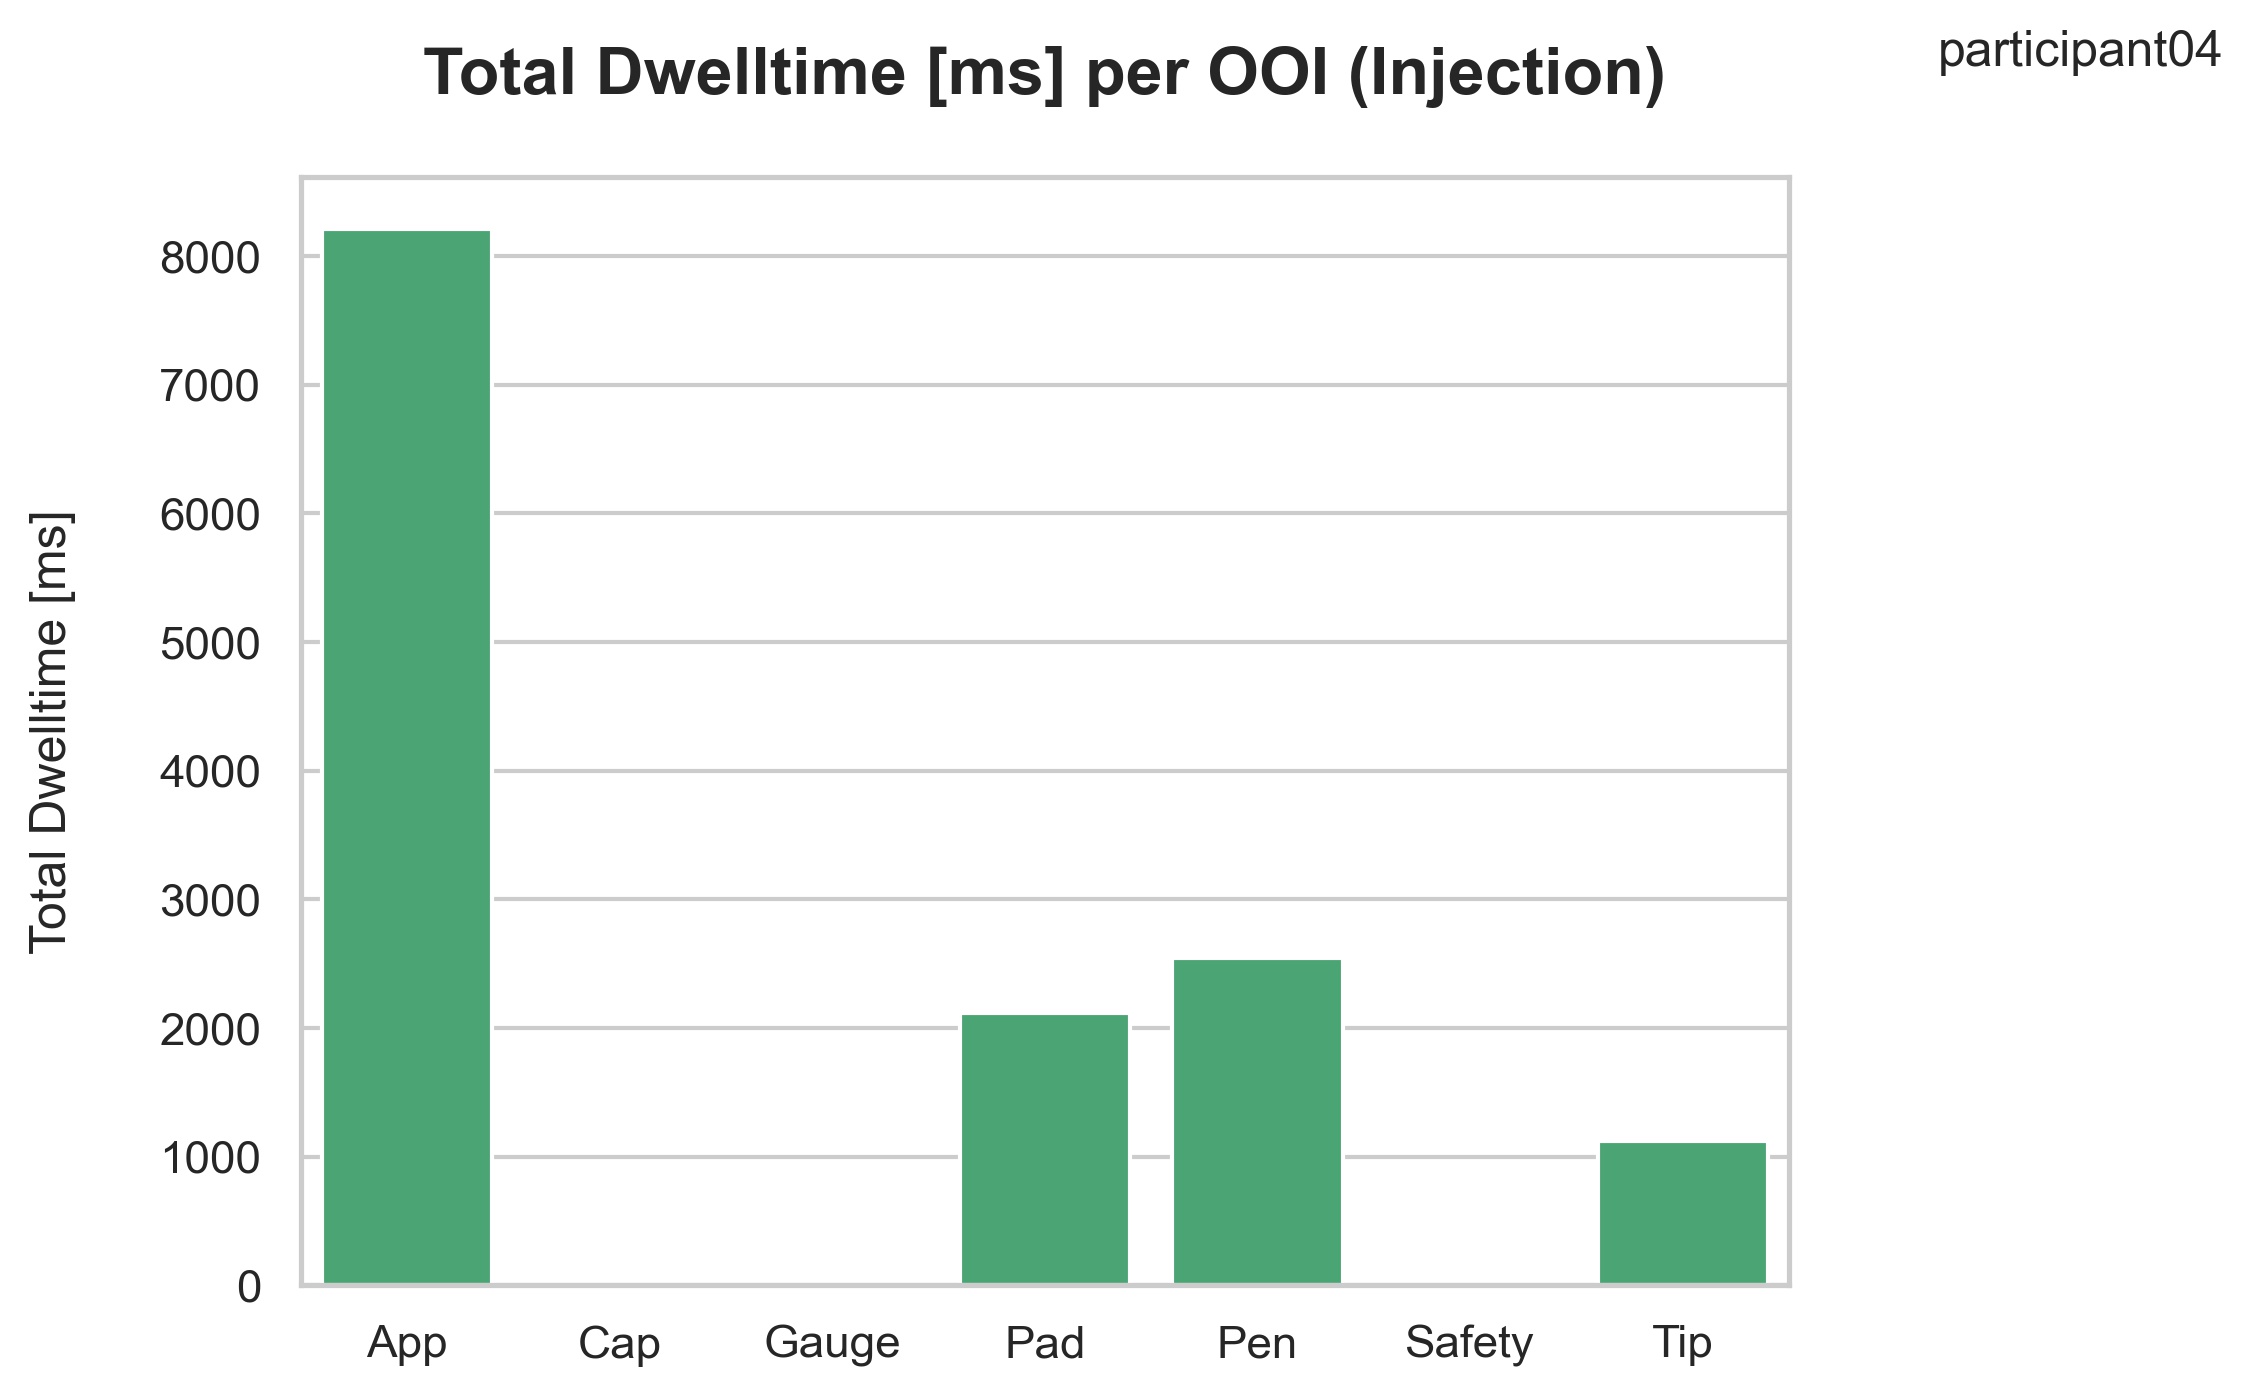 Total Dwelltime [ms] per OOI (Injection)
participant04
Total Dwelltime [ms]
8000
7000
6000
5000
4000
3000
2000
1000
0
App Cap Gauge Pad Pen Safety Tip